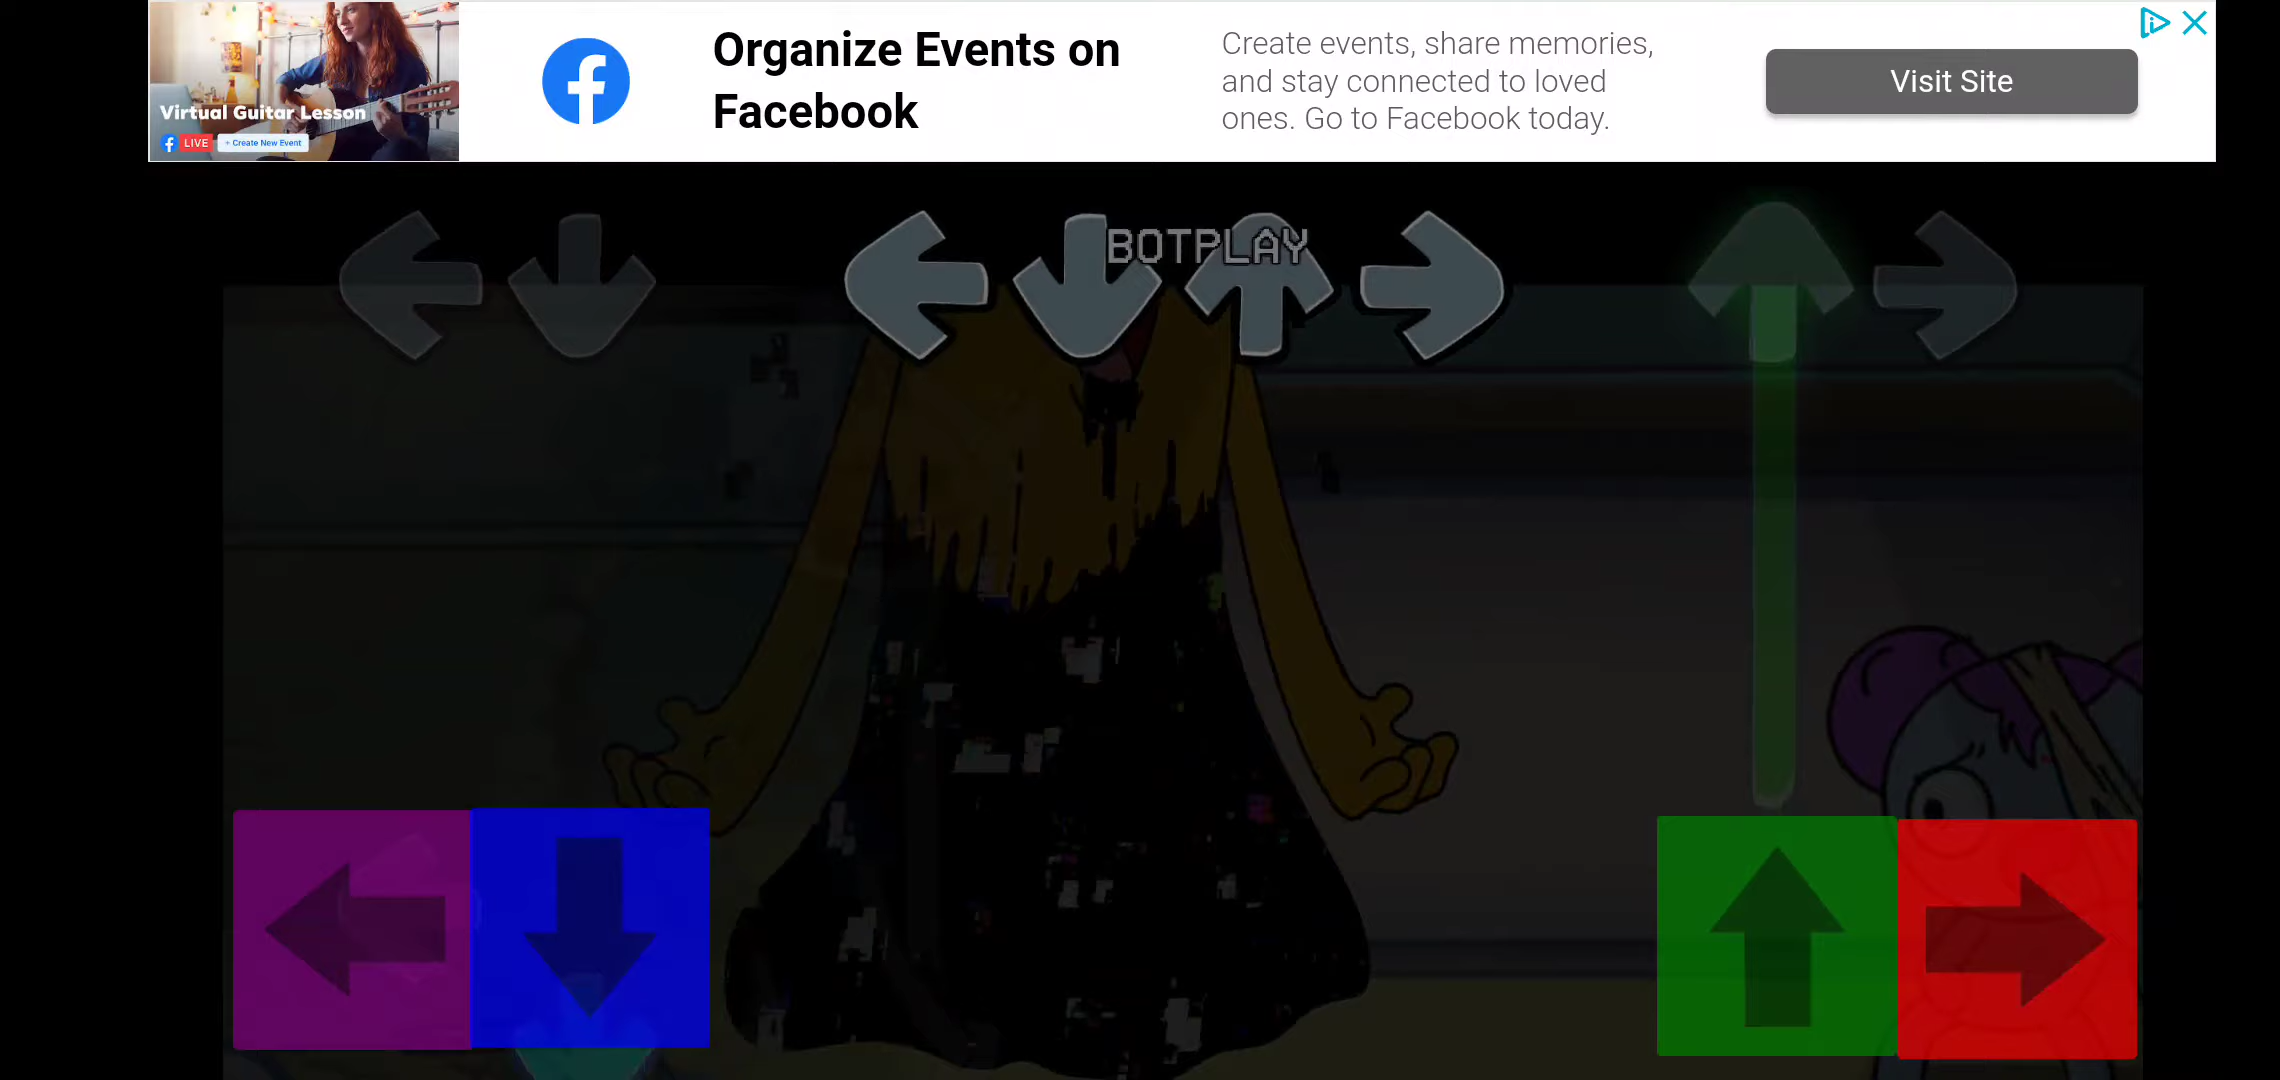 Virtual Guitar Lesson
LIVE
+ Create New Event
Organize Events on
Facebook
Create events, share memories,
and stay connected to loved
ones. Go to Facebook today.
Visit Site
BOTPLAY